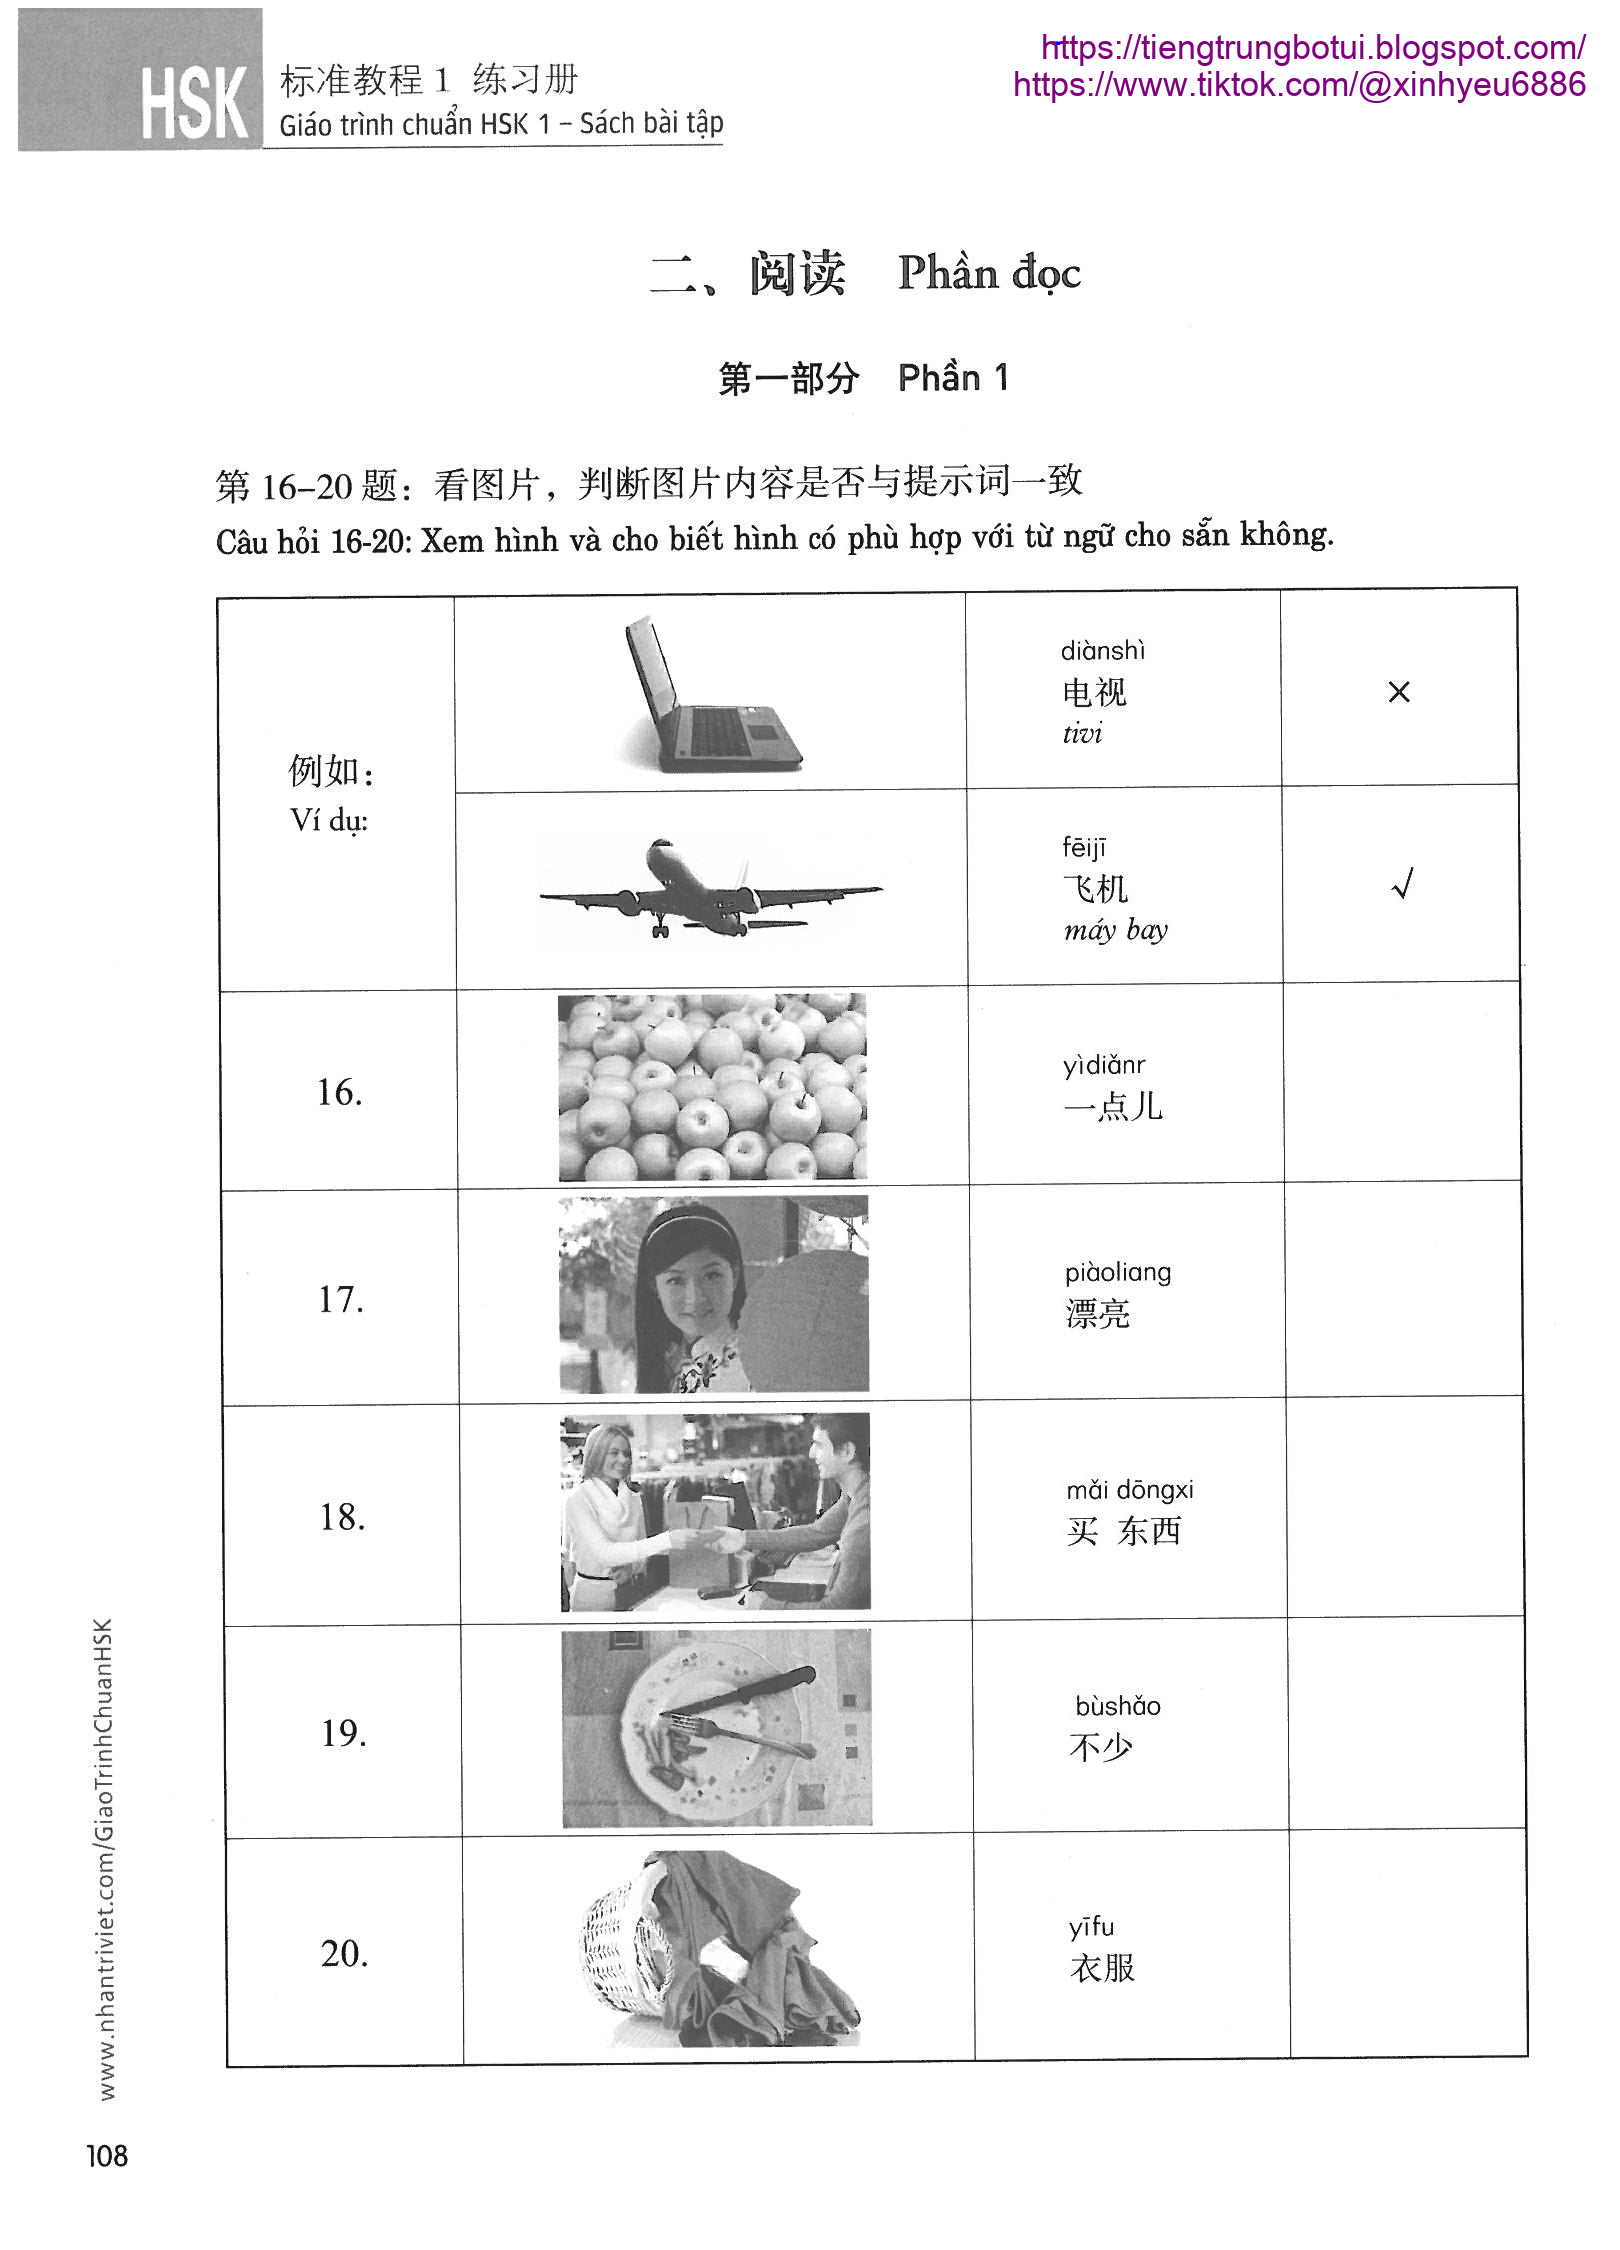 https://tiengtrungbotui.blogspot.com/
https://www.tiktok.com/@xinhyeu6886
HSK
标准教程 1 练习册
Giáo trình chuẩn HSK 1 – Sách bài tập
二、阅读 Phần đọc
第一部分 Phần 1
第 16–20 题：看图片，判断图片内容是否与提示词一致
Câu hỏi 16-20: Xem hình và cho biết hình có phù hợp với từ ngữ cho sẵn không.
例如：
Ví dụ:
diànshì
电视
tivi
×
fēijī
飞机
máy bay
√
16.
yìdiǎnr
一点儿
17.
piàoliang
漂亮
18.
mǎi dōngxi
买 东西
19.
bùshǎo
不少
20.
yīfu
衣服
www.nhantriviet.com/GiaoTrinhChuanHSK
108